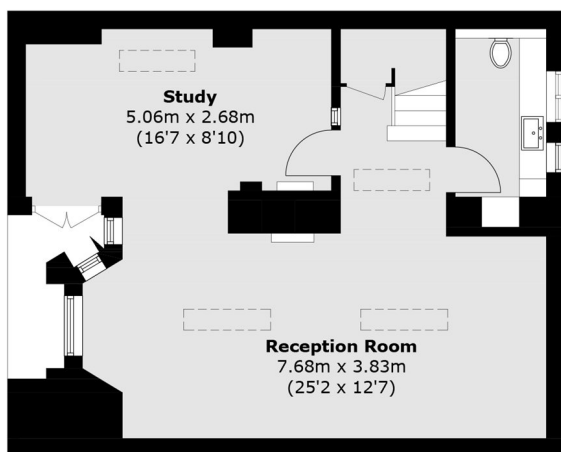 Study
5.06m x 2.68m
(16'7 x 8'10)
Reception Room
7.68m x 3.83m
(25'2 x 12'7)